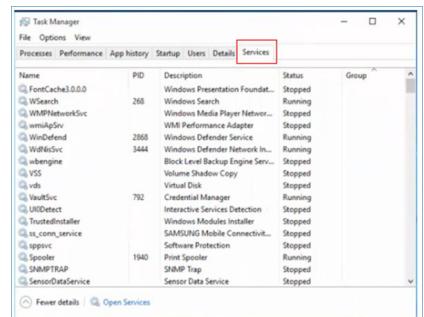 Task Manager
File Options View
Processes Performance App history Startup Users Details Services
Name PID Description Status Group
FontCache3.0.0.0 Windows Presentation Foundat... Stopped
WSearch 268 Windows Search Running
WMPNetworkSvc Windows Media Player Networ... Stopped
wmiApSrv WMI Performance Adapter Stopped
WinDefend 2868 Windows Defender Service Running
WdNisSvc 3444 Windows Defender Network In... Running
wbengine Block Level Backup Engine Serv... Stopped
VSS Volume Shadow Copy Stopped
vds Virtual Disk Stopped
VaultSvc 792 Credential Manager Running
UI0Detect Interactive Services Detection Stopped
TrustedInstaller Windows Modules Installer Stopped
ss_conn_service SAMSUNG Mobile Connectivit... Stopped
sppsvc Software Protection Stopped
Spooler 1940 Print Spooler Running
SNMPTRAP SNMP Trap Stopped
SensorDataService Sensor Data Service Stopped
Fewer details Open Services